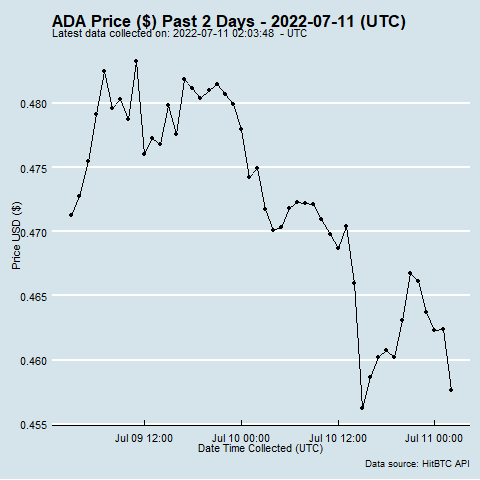 ADA Price ($) Past 2 Days - 2022-07-11 (UTC)
Latest data collected on: 2022-07-11 02:03:48  - UTC
0.480
0.475
0.470
0.465
0.460
0.455
Price USD ($)
Jul 09 12:00 Jul 10 00:00 Jul 10 12:00 Jul 11 00:00
Date Time Collected (UTC)
Data source: HitBTC API